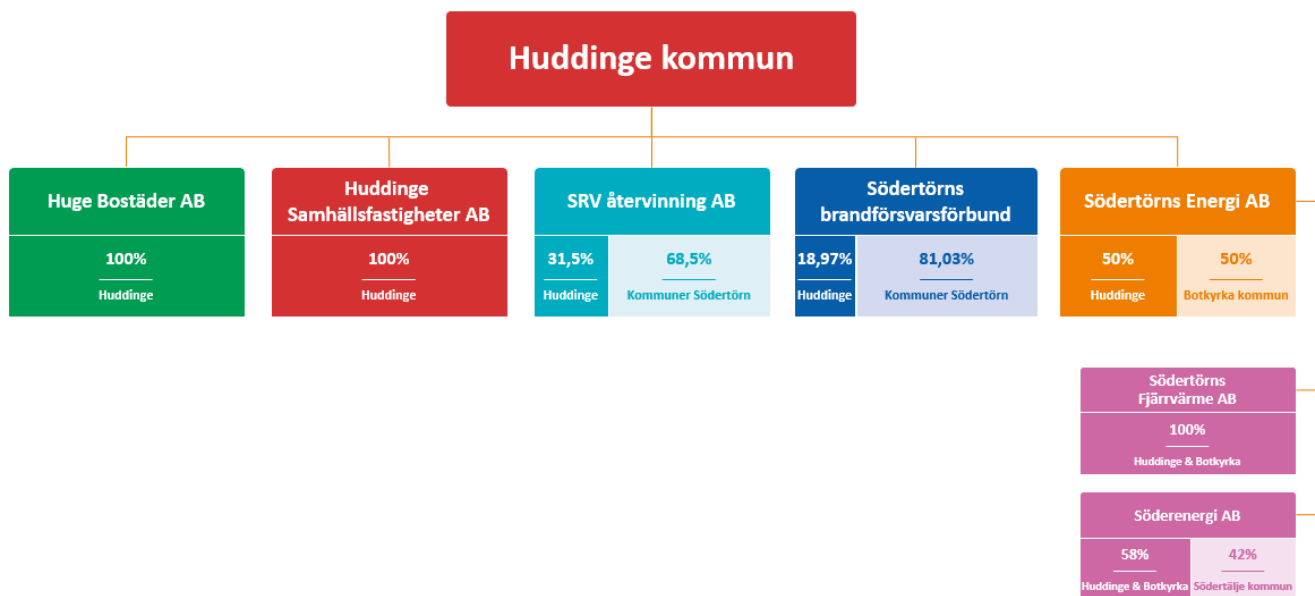 Huddinge kommun
Huge Bostäder AB
100%
Huddinge
Huddinge
Samhällsfastigheter AB
100%
Huddinge
SRV återvinning AB
31,5%
Huddinge
68,5%
Kommuner Södertörn
Södertörns
brandförsvarsförbund
18,97%
Huddinge
81,03%
Kommuner Södertörn
Södertörns Energi AB
50%
Huddinge
50%
Botkyrka kommun
Södertörns
Fjärrvärme AB
100%
Huddinge & Botkyrka
Söderenergi AB
58%
Huddinge & Botkyrka
42%
Södertälje kommun